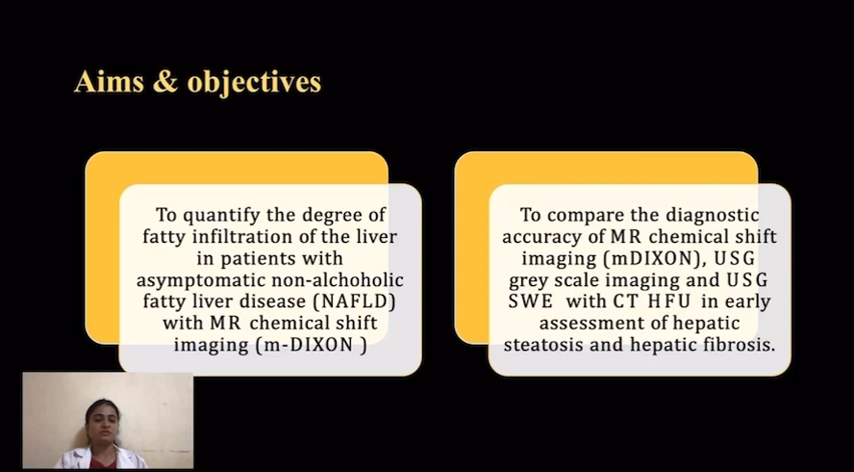 Aims & objectives
To quantify the degree of
fatty infiltration of the liver
in patients with
asymptomatic non-alchoholic
fatty liver disease (NAFLD)
with MR chemical shift
imaging (m-DIXON )
To compare the diagnostic
accuracy of MR chemical shift
imaging (mDIXON), USG
grey scale imaging and USG
SWE with CT HFU in early
assessment of hepatic
steatosis and hepatic fibrosis.